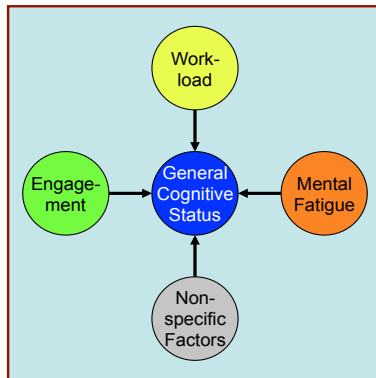 Work-
load
Engage-
ment
General
Cognitive
Status
Mental
Fatigue
Non-
specific
Factors